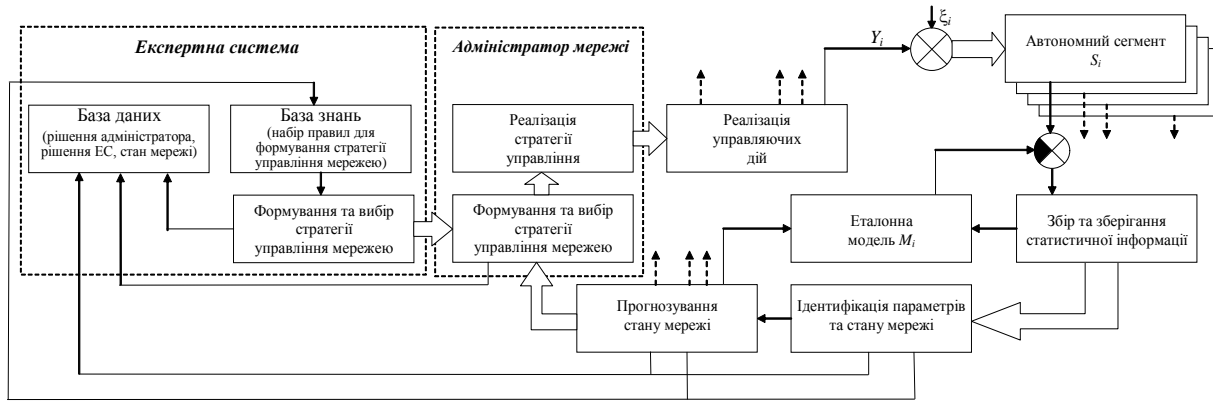 Експертна система
База даних
(рішення адміністратора,
рішення ЕС, стан мережі)
База знань
(набір правил для
формування стратегії
управління мережею)
Формування та вибір
стратегії
управління мережею
Адміністратор мережі
Реалізація
стратегії
управління
Формування та вибір
стратегії
управління мережею
Реалізація
управляючих
дій
Yi
ξi
Автономний сегмент
Si
Еталонна
модель Mi
Збір та зберігання
статистичної інформації
Прогнозування
стану мережі
Ідентифікація параметрів
та стану мережі